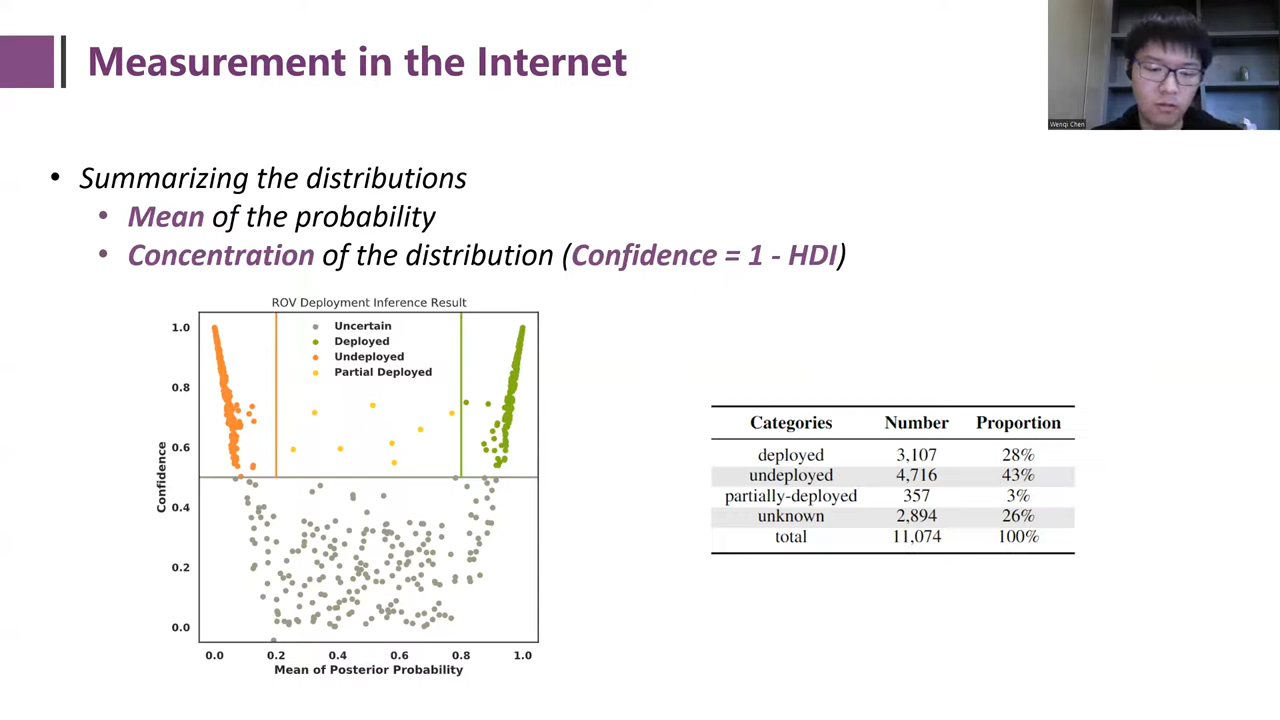 Measurement in the Internet
Wenqi Chen
• Summarizing the distributions
• Mean of the probability
• Concentration of the distribution (Confidence = 1 - HDI)
ROV Deployment Inference Result
Uncertain
Deployed
Undeployed
Partial Deployed
1.0
0.8
0.6
0.4
0.2
0.0
Confidence
0.0 0.2 0.4 0.6 0.8 1.0
Mean of Posterior Probability
Categories Number Proportion
deployed 3,107 28%
undeployed 4,716 43%
partially-deployed 357 3%
unknown 2,894 26%
total 11,074 100%